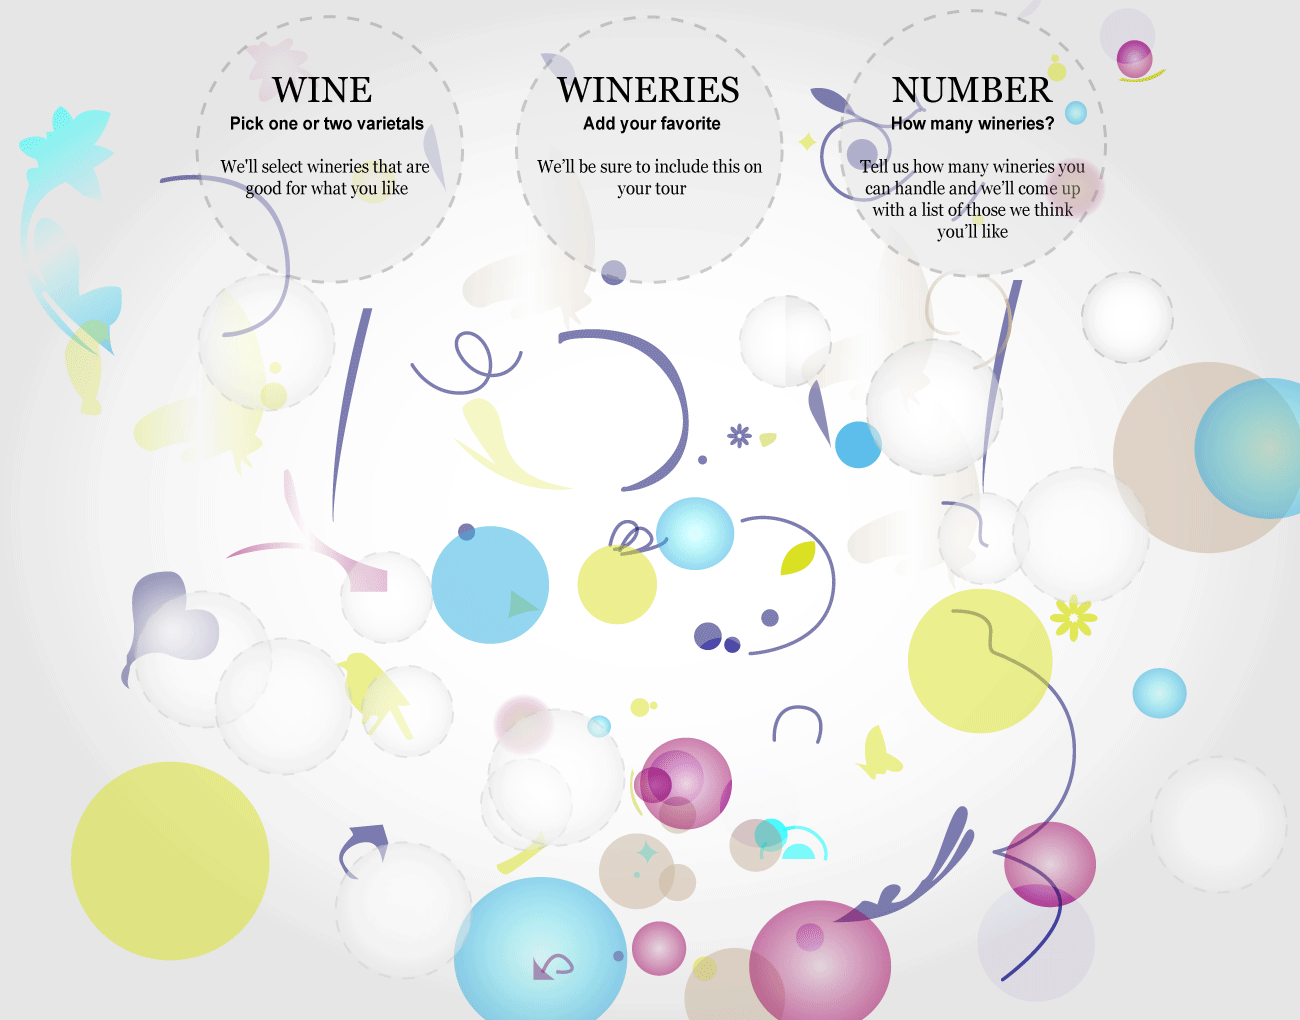 WINE
Pick one or two varietals
We'll select wineries that are
good for what you like
WINERIES
Add your favorite
We’ll be sure to include this on
your tour
NUMBER
How many wineries?
Tell us how many wineries you
can handle and we’ll come up
with a list of those we think
you’ll like